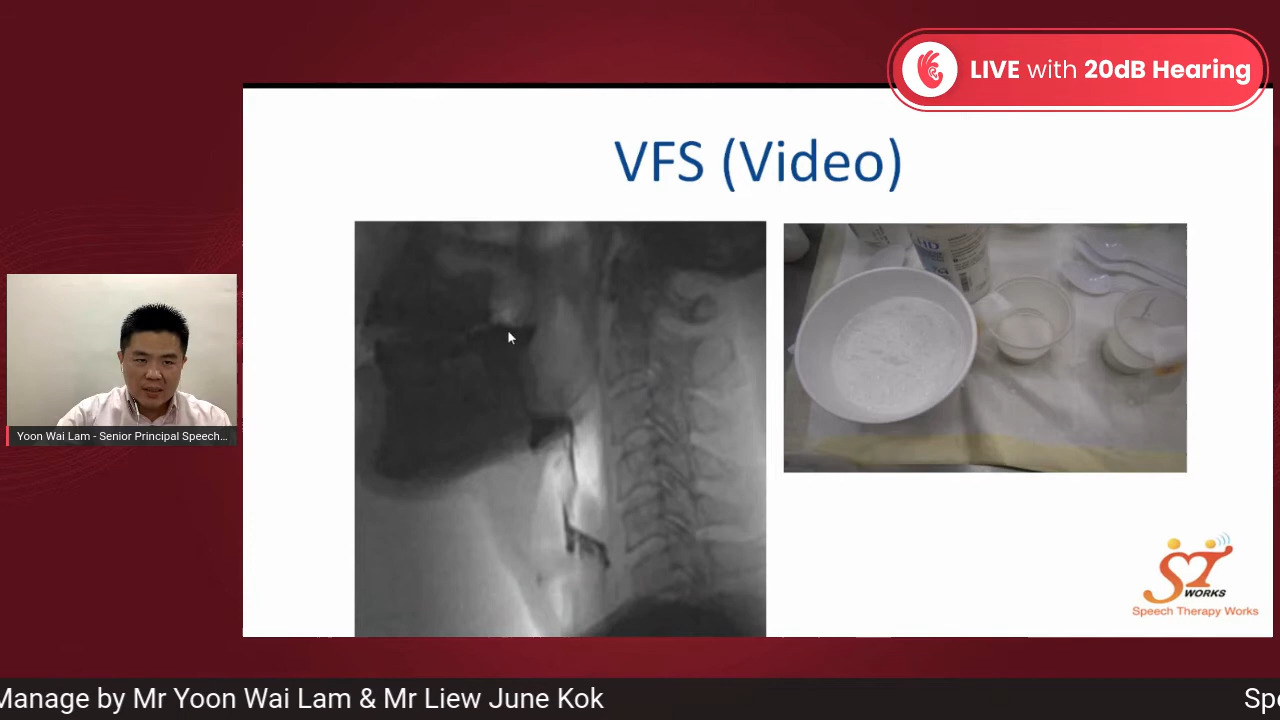 LIVE with 20dB Hearing
VFS (Video)
Yoon Wai Lam - Senior Principal Speech...
WORKS
Speech Therapy Works
Manage by Mr Yoon Wai Lam & Mr Liew June Kok